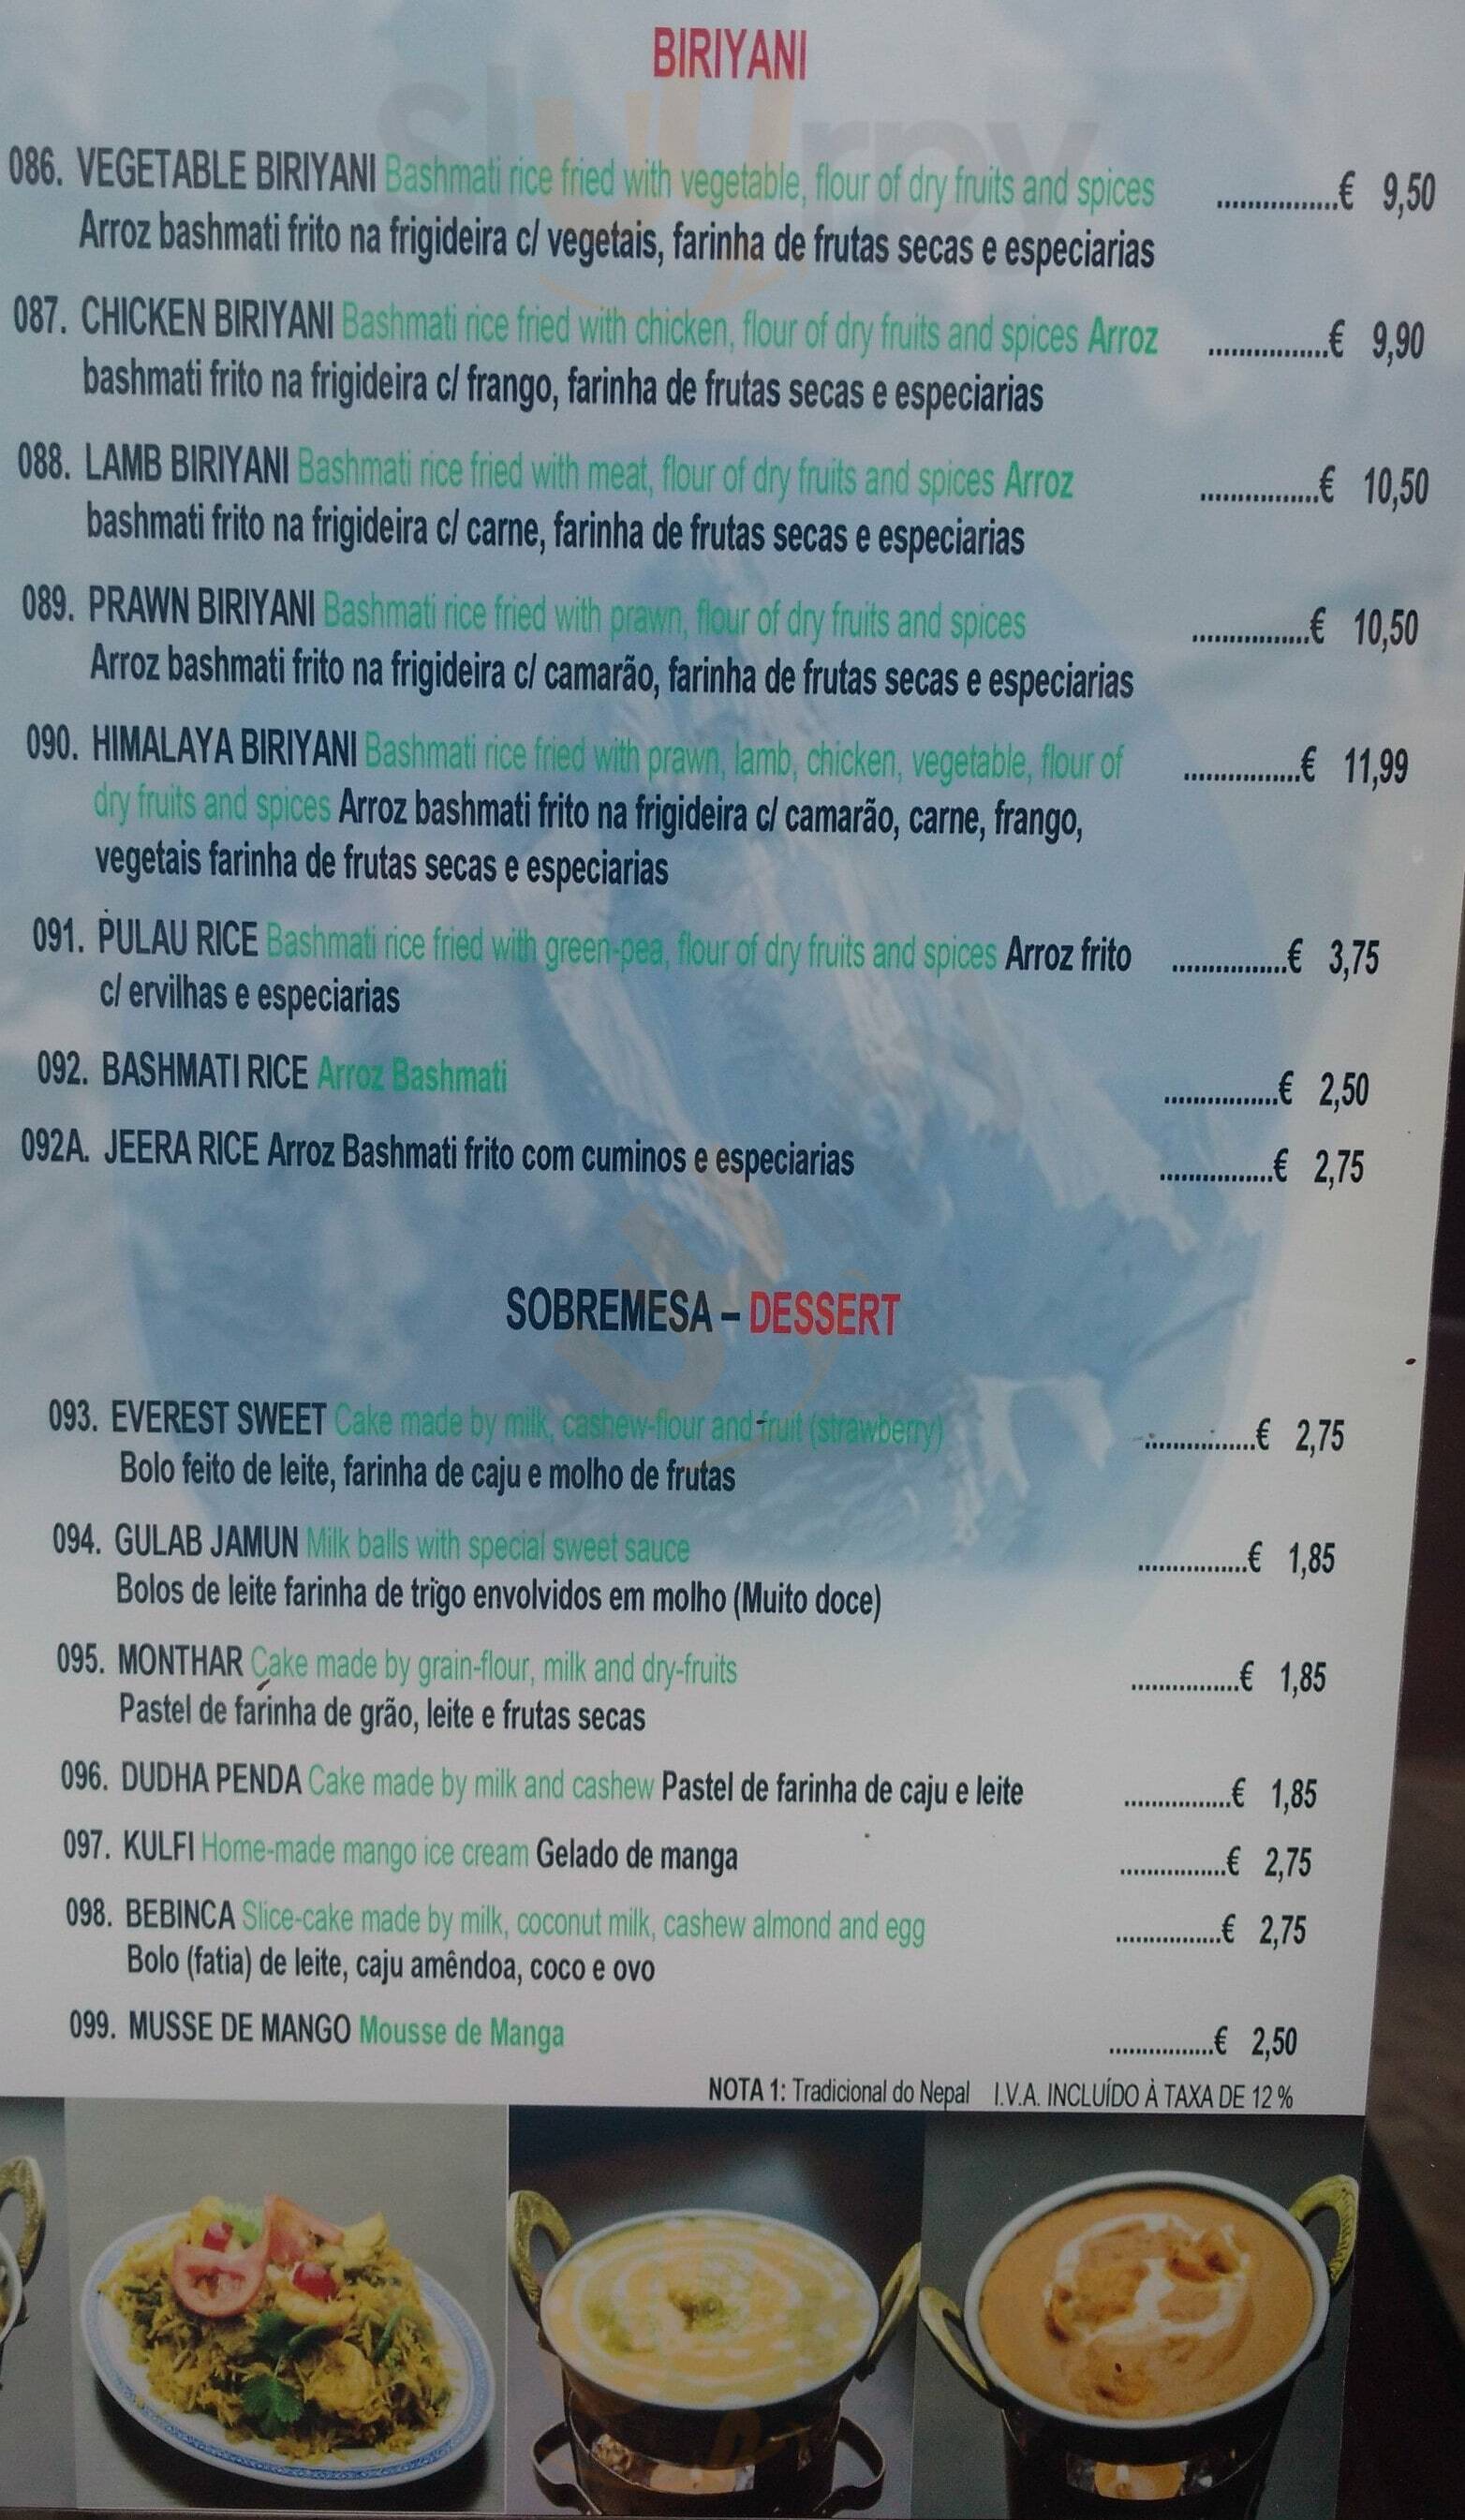 BIRIYANI
086. VEGETABLE BIRIYANI Bashmati rice fried with vegetable, flour of dry fruits and spices ................€ 9,50
Arroz bashmati frito na frigideira c/ vegetais, farinha de frutas secas e especiarias
087. CHICKEN BIRIYANI Bashmati rice fried with chicken, flour of dry fruits and spices Arroz ................€ 9,90
bashmati frito na frigideira c/ frango, farinha de frutas secas e especiarias
088. LAMB BIRIYANI Bashmati rice fried with meat, flour of dry fruits and spices Arroz ................€ 10,50
bashmati frito na frigideira c/ carne, farinha de frutas secas e especiarias
089. PRAWN BIRIYANI Bashmati rice fried with prawn, flour of dry fruits and spices ................€ 10,50
Arroz bashmati frito na frigideira c/ camarão, farinha de frutas secas e especiarias
090. HIMALAYA BIRIYANI Bashmati rice fried with prawn, lamb, chicken, vegetable, flour of ................€ 11,99
dry fruits and spices Arroz bashmati frito na frigideira c/ camarão, carne, frango,
vegetais farinha de frutas secas e especiarias
091. PULAU RICE Bashmati rice fried with green-pea, flour of dry fruits and spices Arroz frito ................€ 3,75
c/ ervilhas e especiarias
092. BASHMATI RICE Arroz Bashmati ................€ 2,50
092A. JEERA RICE Arroz Bashmati frito com cuminos e especiarias ................€ 2,75
SOBREMESA – DESSERT
093. EVEREST SWEET Cake made by milk, cashew-flour and fruit (strawberry) ................€ 2,75
Bolo feito de leite, farinha de caju e molho de frutas
094. GULAB JAMUN Milk balls with special sweet sauce ................€ 1,85
Bolos de leite farinha de trigo envolvidos em molho (Muito doce)
095. MONTHAR Cake made by grain-flour, milk and dry-fruits ................€ 1,85
Pastel de farinha de grão, leite e frutas secas
096. DUDHA PENDA Cake made by milk and cashew Pastel de farinha de caju e leite ................€ 1,85
097. KULFI Home-made mango ice cream Gelado de manga ................€ 2,75
098. BEBINCA Slice-cake made by milk, coconut milk, cashew almond and egg ................€ 2,75
Bolo (fatia) de leite, caju amêndoa, coco e ovo
099. MUSSE DE MANGO Mousse de Manga ................€ 2,50
NOTA 1: Tradicional do Nepal I.V.A. INCLUÍDO À TAXA DE 12 %